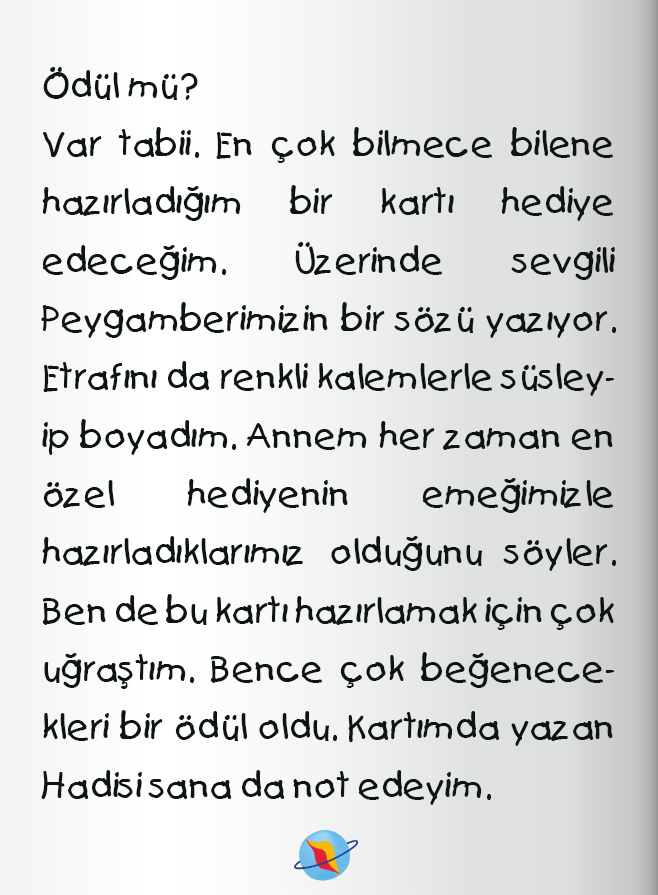 Ödül mü?
Var tabii. En çok bilmece bilene
hazırladığım bir kartı hediye
edeceğim. Üzerinde sevgili
Peygamberimizin bir sözü yazıyor.
Etrafını da renkli kalemlerle süsley-
ip boyadım. Annem her zaman en
özel hediyenin emeğimizle
hazırladıklarımız olduğunu söyler.
Ben de bu kartı hazırlamak için çok
uğraştım. Bence çok beğenece-
kleri bir ödül oldu. Kartımda yazan
Hadisi sana da not edeyim.